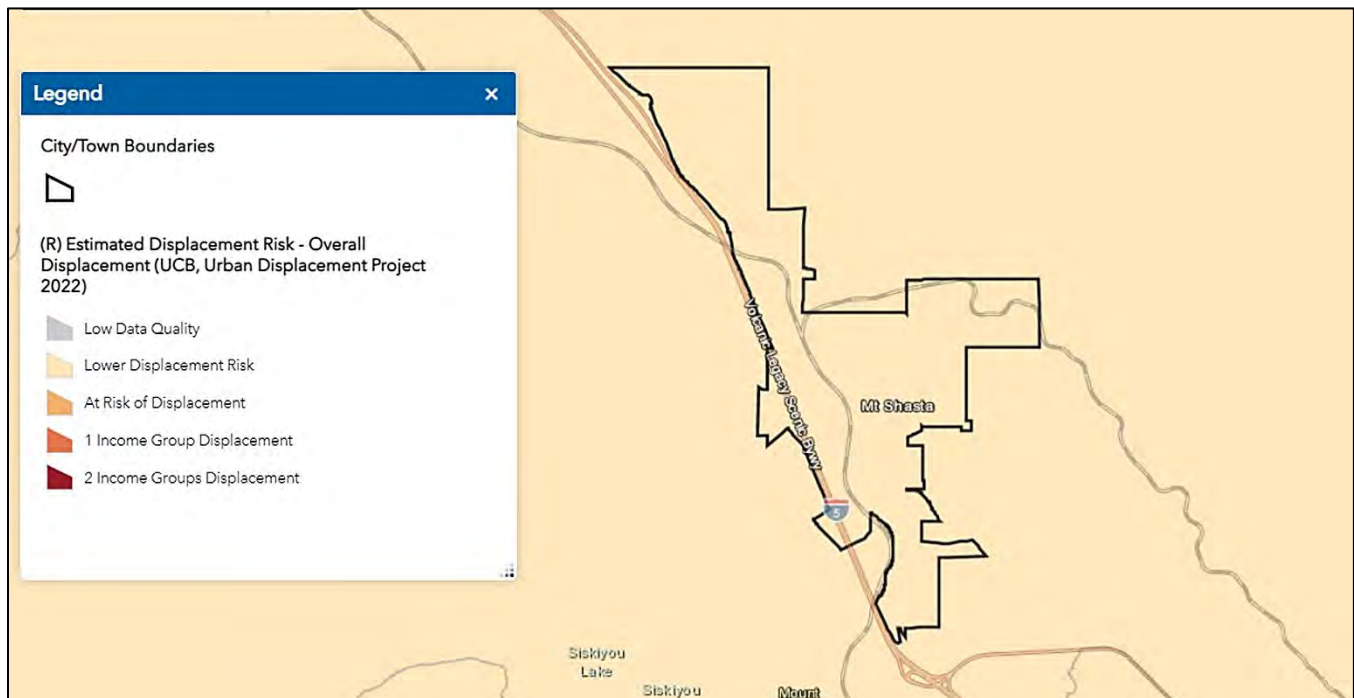 Legend
×
City/Town Boundaries
(R) Estimated Displacement Risk - Overall
Displacement (UCB, Urban Displacement Project
2022)
Low Data Quality
Lower Displacement Risk
At Risk of Displacement
1 Income Group Displacement
2 Income Groups Displacement
Volcanic Legacy Scenic Bywy
Mt Shasta
5
Siskiyou
Lake
Siskiyou
Mount